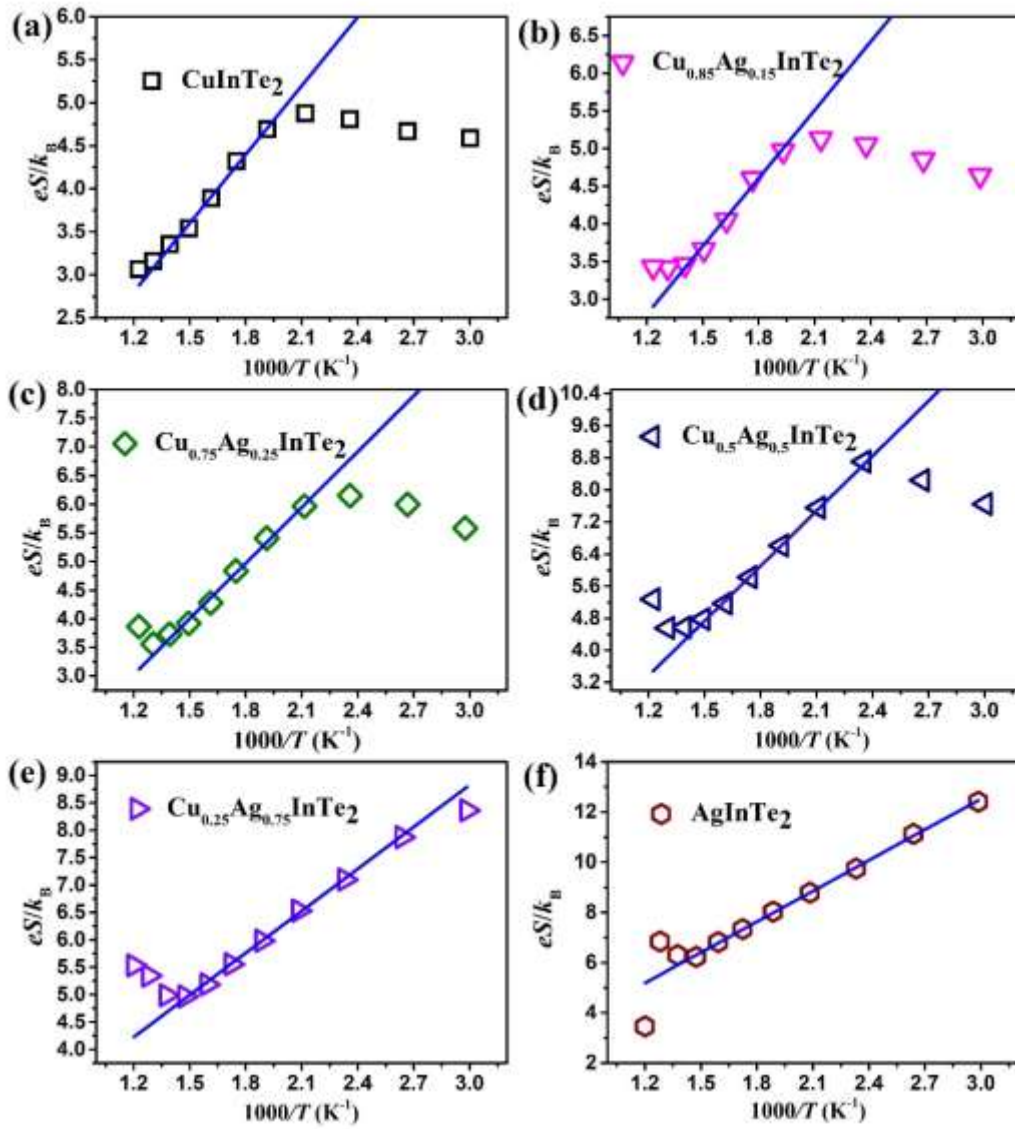 (a)
CuInTe2
eS/kB
6.0
5.5
5.0
4.5
4.0
3.5
3.0
2.5
1.2 1.5 1.8 2.1 2.4 2.7 3.0
1000/T (K-1)
(b)
Cu0.85Ag0.15InTe2
eS/kB
6.5
6.0
5.5
5.0
4.5
4.0
3.5
3.0
1.2 1.5 1.8 2.1 2.4 2.7 3.0
1000/T (K-1)
(c)
Cu0.75Ag0.25InTe2
eS/kB
8.0
7.5
7.0
6.5
6.0
5.5
5.0
4.5
4.0
3.5
3.0
1.2 1.5 1.8 2.1 2.4 2.7 3.0
1000/T (K-1)
(d)
Cu0.5Ag0.5InTe2
eS/kB
10.4
9.6
8.8
8.0
7.2
6.4
5.6
4.8
4.0
3.2
1.2 1.5 1.8 2.1 2.4 2.7 3.0
1000/T (K-1)
(e)
Cu0.25Ag0.75InTe2
eS/kB
9.0
8.5
8.0
7.5
7.0
6.5
6.0
5.5
5.0
4.5
4.0
1.2 1.5 1.8 2.1 2.4 2.7 3.0
1000/T (K-1)
(f)
AgInTe2
eS/kB
14
12
10
8
6
4
2
1.2 1.5 1.8 2.1 2.4 2.7 3.0
1000/T (K-1)